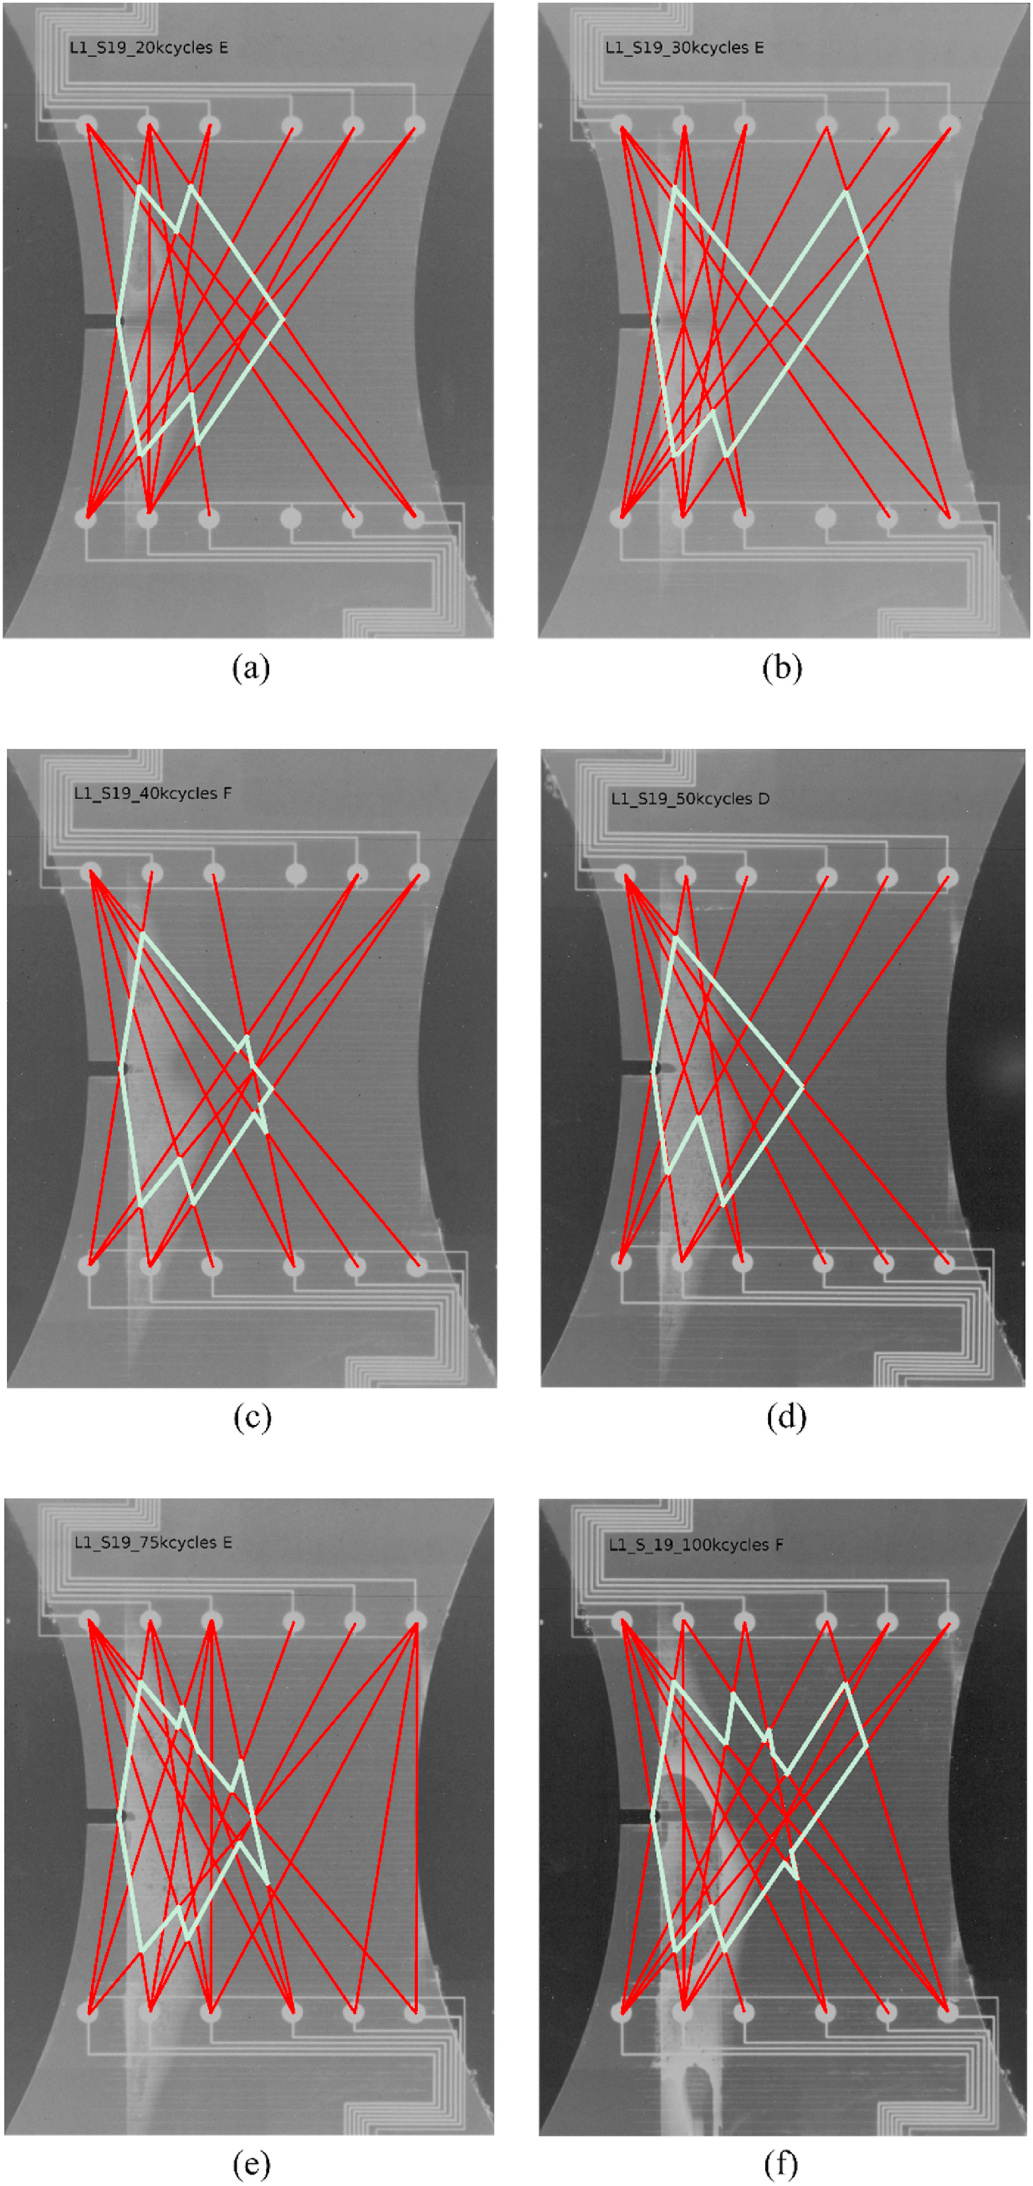 L1_S19_20kcycles E
L1_S19_30kcycles E
(a)
(b)
L1_S19_40kcycles F
L1_S19_50kcycles D
(c)
(d)
L1_S19_75kcycles E
L1_S_19_100kcycles F
(e)
(f)